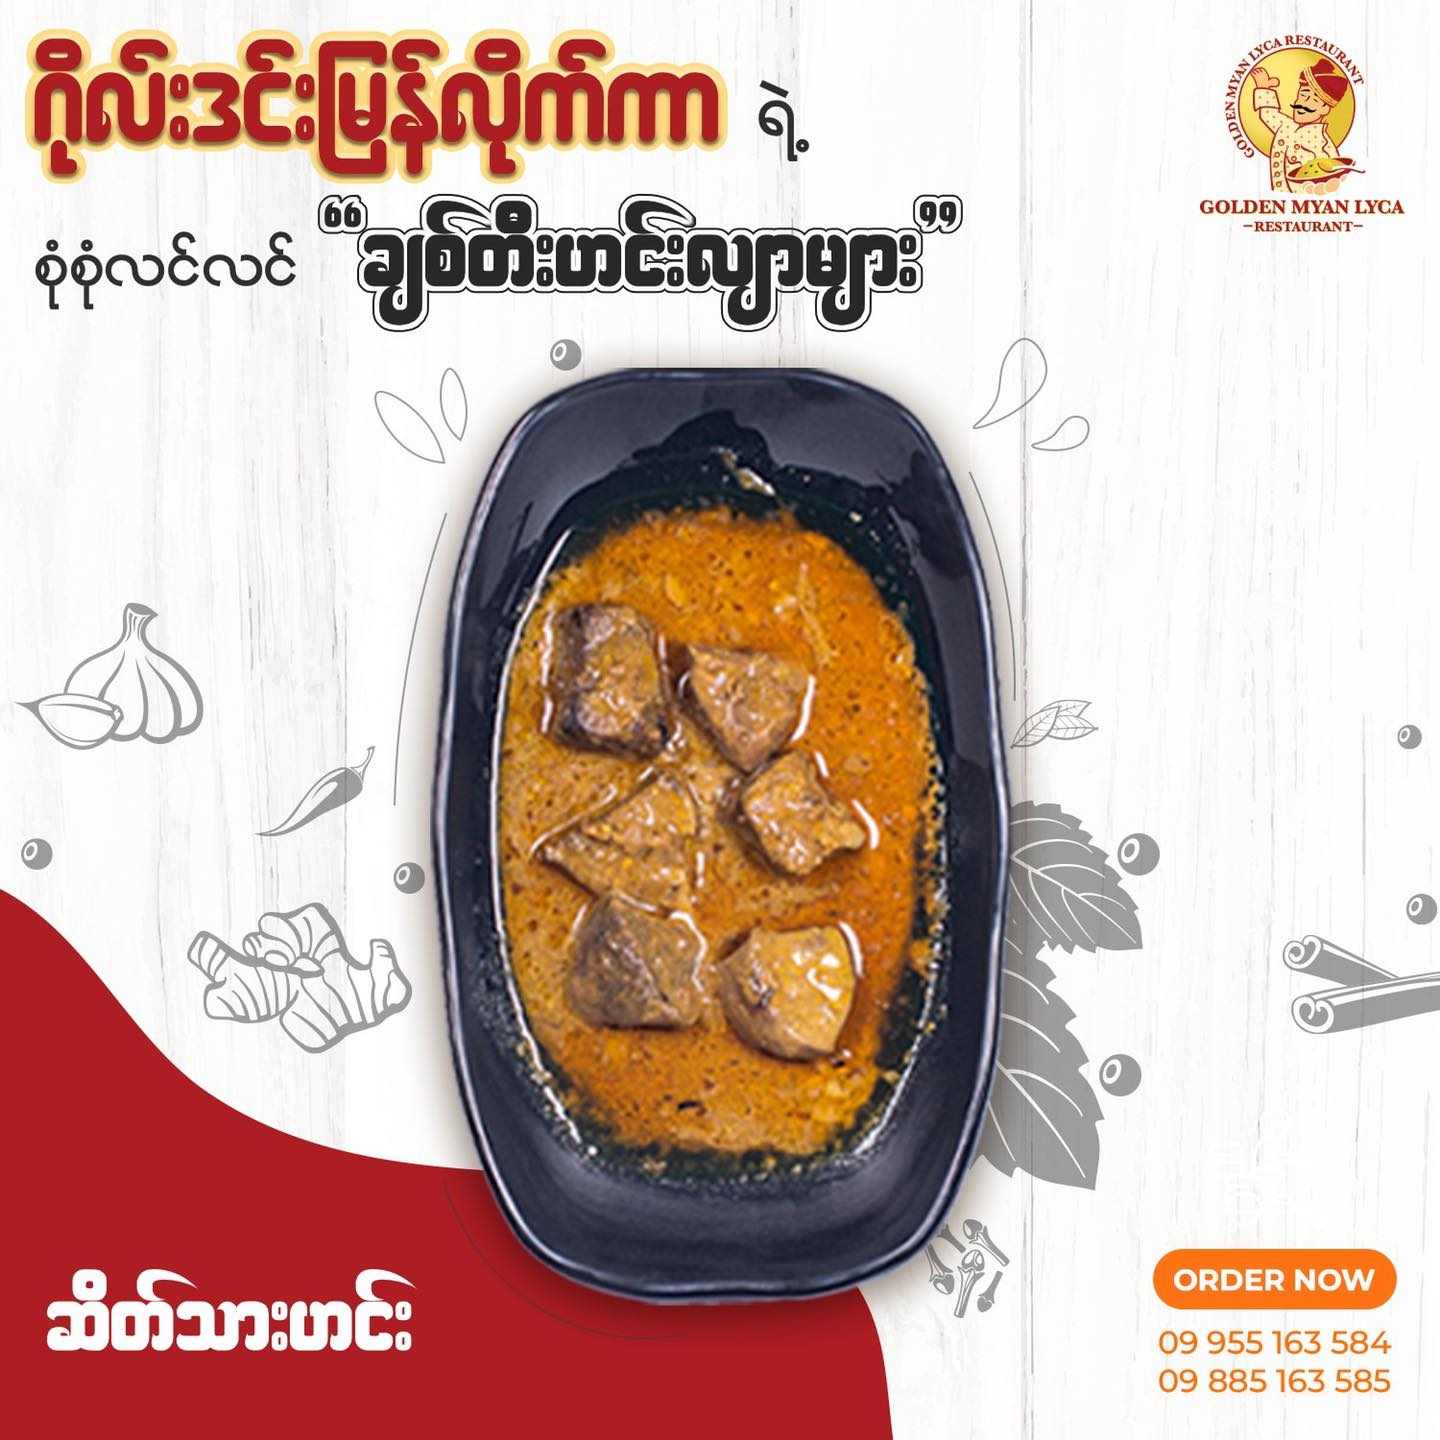 ဂိုလ်းဒင်းမြန်လိုက်ကာ ရဲ့
စုံစုံလင်လင် “ချစ်တီးဟင်းလျာများ”
GOLDEN MYAN LYCA RESTAURANT
GOLDEN MYAN LYCA
-RESTAURANT-
ဆိတ်သားဟင်း
ORDER NOW
09 955 163 584
09 885 163 585